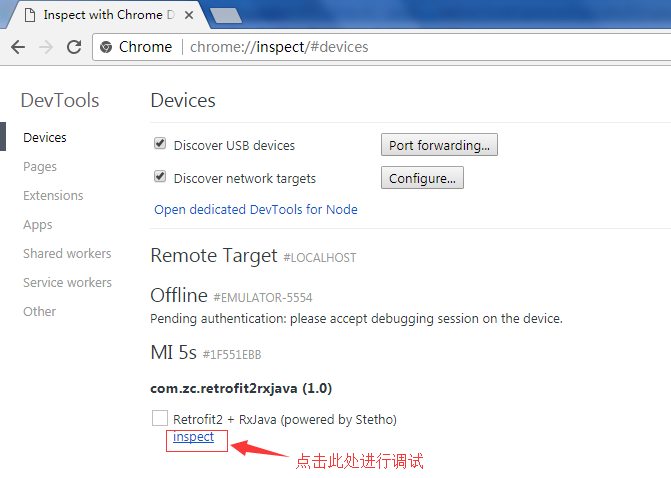 Inspect with Chrome D
Chrome chrome://inspect/#devices
DevTools
Devices
Pages
Extensions
Apps
Shared workers
Service workers
Other
Devices
Discover USB devices Port forwarding...
Discover network targets Configure...
Open dedicated DevTools for Node
Remote Target #LOCALHOST
Offline #EMULATOR-5554
Pending authentication: please accept debugging session on the device.
MI 5s #1F551EBB
com.zc.retrofit2rxjava (1.0)
Retrofit2 + RxJava (powered by Stetho)
inspect
点击此处进行调试